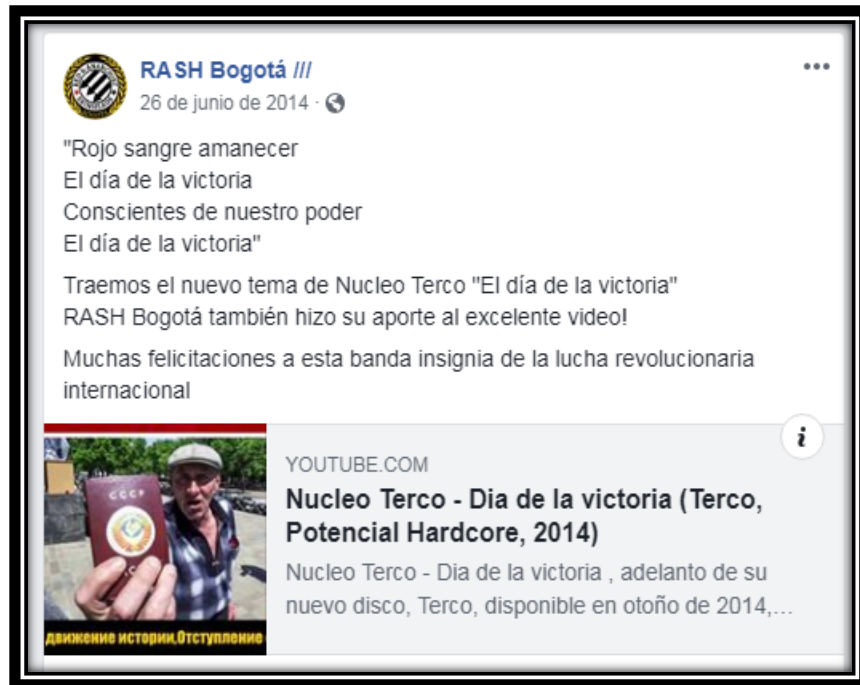 RASH Bogotá ///
26 de junio de 2014 ·
"Rojo sangre amanecer
El día de la victoria
Conscientes de nuestro poder
El día de la victoria"
Traemos el nuevo tema de Nucleo Terco "El día de la victoria"
RASH Bogotá también hizo su aporte al excelente video!
Muchas felicitaciones a esta banda insignia de la lucha revolucionaria
internacional
i
YOUTUBE.COM
Nucleo Terco - Dia de la victoria (Terco,
Potencial Hardcore, 2014)
Nucleo Terco - Dia de la victoria , adelanto de su
nuevo disco, Terco, disponible en otoño de 2014,...
СССР
движение истории,Отступление